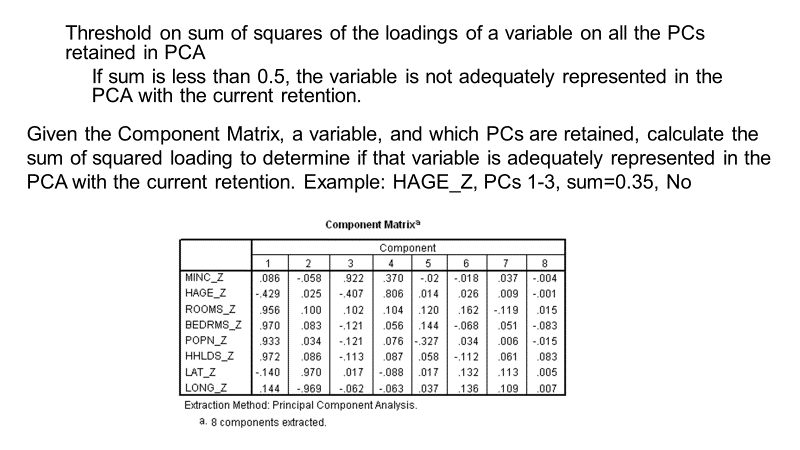 Threshold on sum of squares of the loadings of a variable on all the PCs
retained in PCA
If sum is less than 0.5, the variable is not adequately represented in the
PCA with the current retention.
Given the Component Matrix, a variable, and which PCs are retained, calculate the
sum of squared loading to determine if that variable is adequately represented in the
PCA with the current retention. Example: HAGE_Z, PCs 1-3, sum=0.35, No
Component Matrixª
Component
1 2 3 4 5 6 7 8
MINC_Z .086 -.058 .922 .370 -.02 -.018 .037 -.004
HAGE_Z -.429 .025 -.407 .806 .014 .026 .009 -.001
ROOMS_Z .956 .100 .102 .104 .120 .162 -.119 .015
BEDRMS_Z .970 .083 -.121 .056 .144 -.068 .051 -.083
POPN_Z .933 .034 -.121 .076 -.327 .034 .006 -.015
HHLDS_Z .972 .086 -.113 .087 .058 -.112 .061 .083
LAT_Z -.140 .970 .017 -.088 .017 .132 .113 .005
LONG_Z .144 -.969 -.062 -.063 .037 .136 .109 .007
Extraction Method: Principal Component Analysis.
a. 8 components extracted.